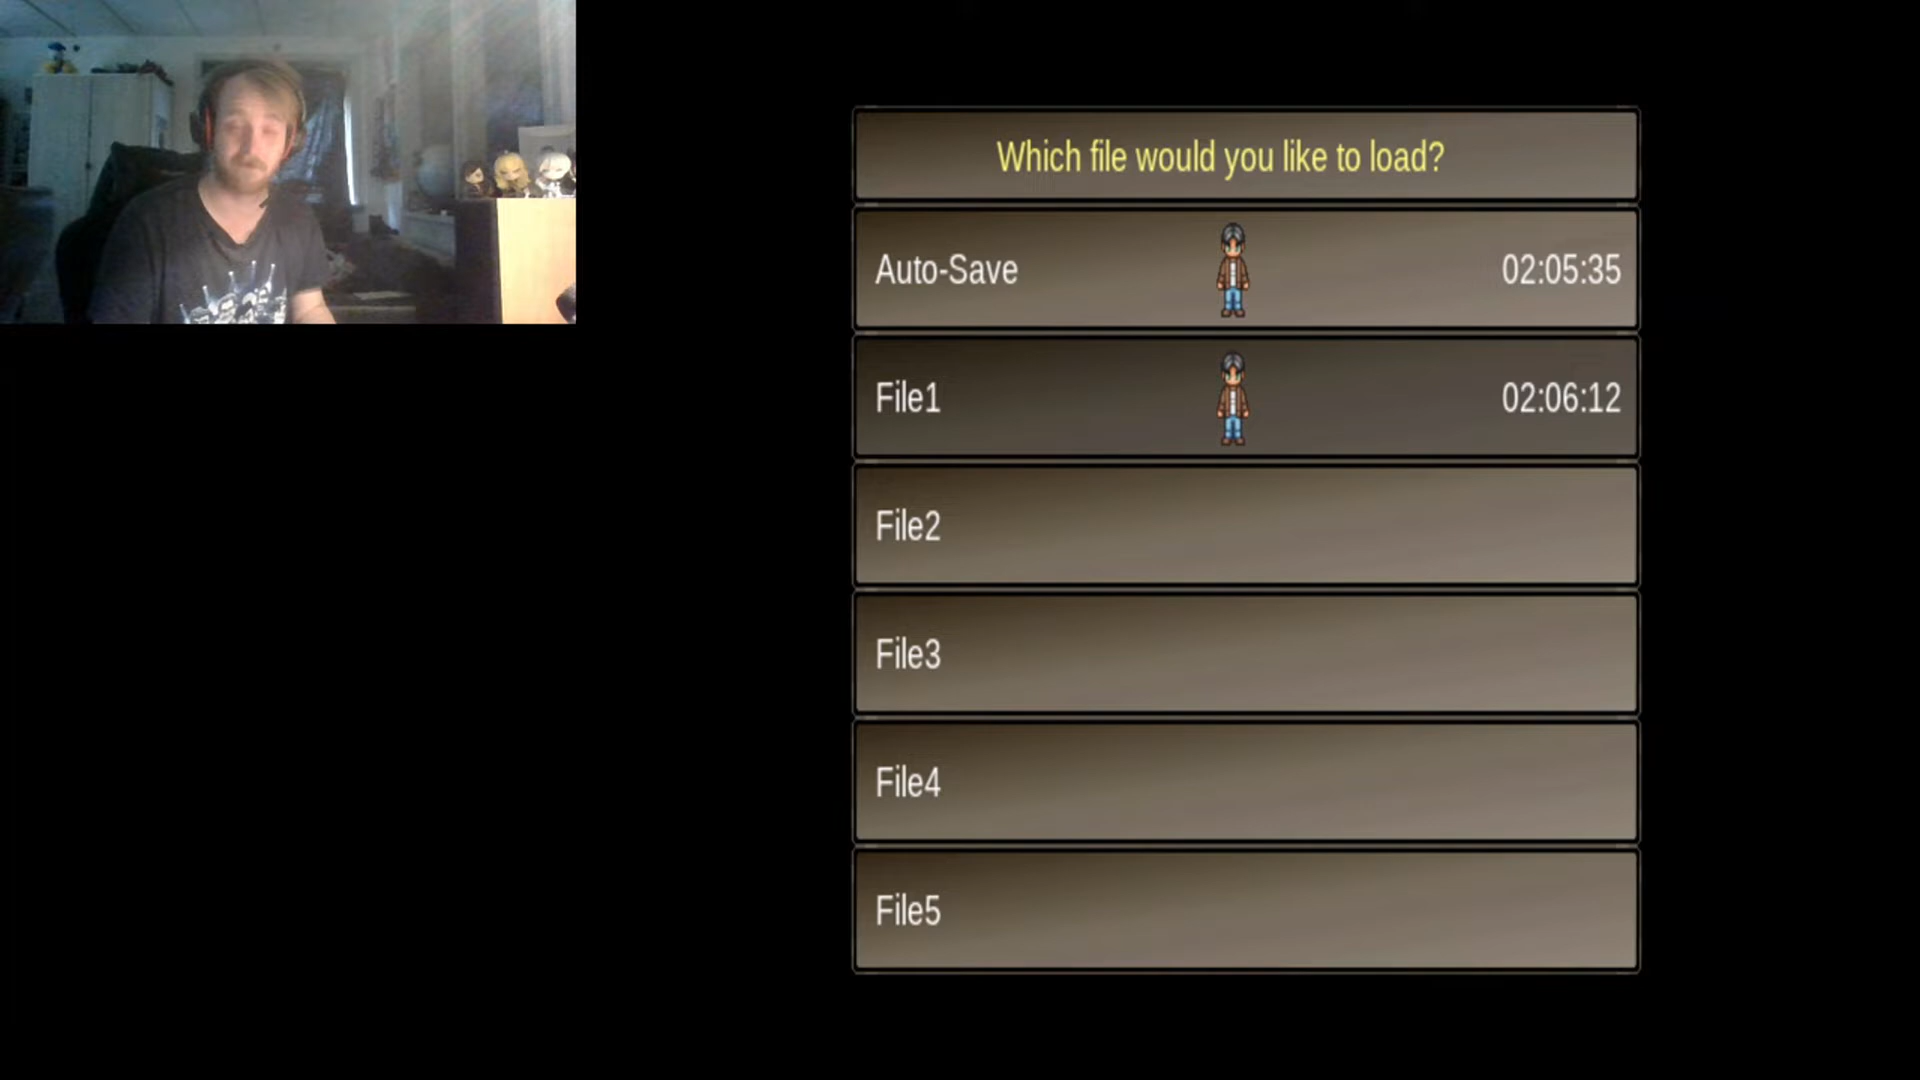 Which file would you like to load?
Auto-Save 02:05:35
File1 02:06:12
File2
File3
File4
File5